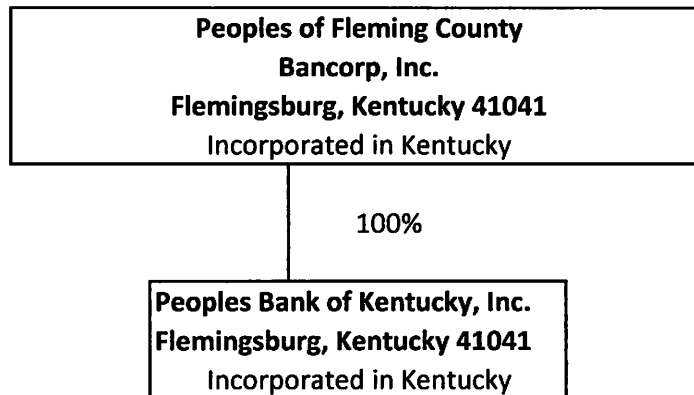 Peoples of Fleming County
Bancorp, Inc.
Flemingsburg, Kentucky 41041
Incorporated in Kentucky
100%
Peoples Bank of Kentucky, Inc.
Flemingsburg, Kentucky 41041
Incorporated in Kentucky